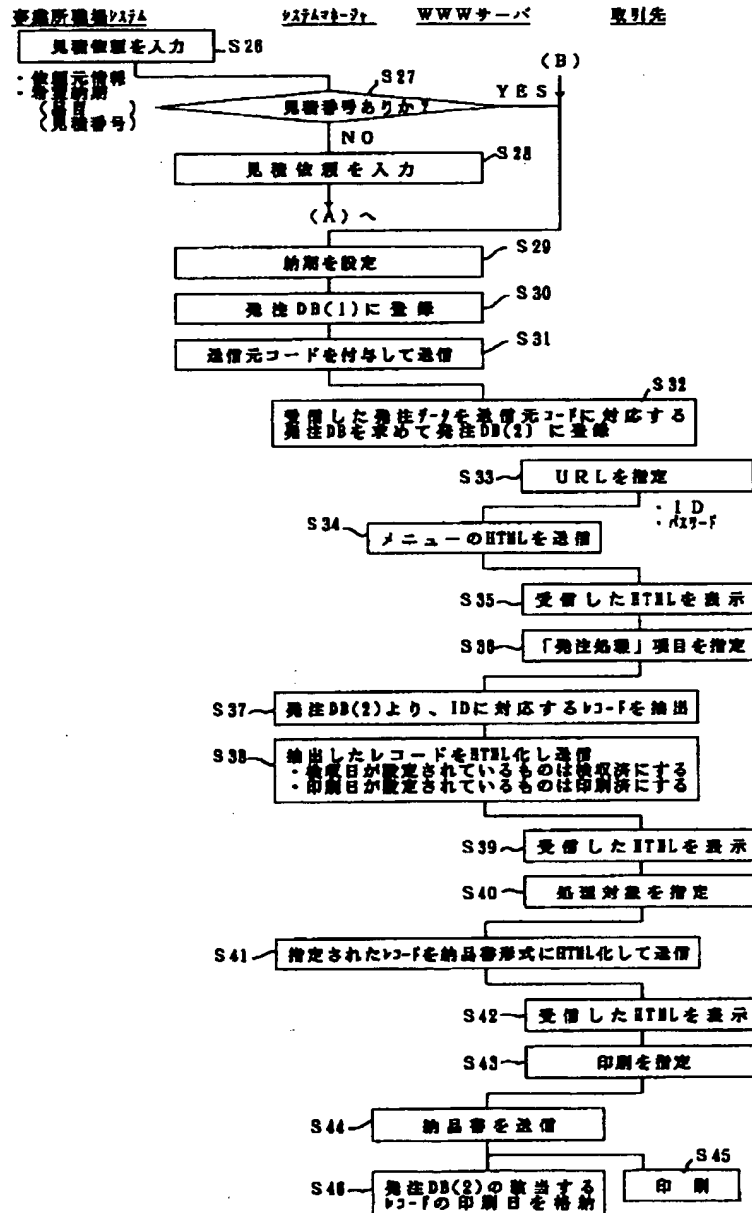 事業所職場システム システムマネージャ WWWサーバ 取引先
見積依頼を入力 S26
・依頼元情報
・希望納期
(品目)
(見積番号)
S27
(B)
見積番号ありか?
YES
NO
S28
見積依頼を入力
(A)へ
S29
納期を設定
S30
発注DB(1)に登録
S31
送信元コードを付与して送信
S32
受信した発注データを送信元コードに対応する
発注DBを求めて発注DB(2)に登録
S33 URLを指定
・ID
・パスワード
S34
メニューのHTMLを送信
S35 受信したHTMLを表示
S36 「発注処理」項目を指定
S37 発注DB(2)より、IDに対応するレコードを抽出
S38 抽出したレコードをHTML化し送信
・検収日が設定されているものは検収済にする
・印刷日が設定されているものは印刷済にする
S39 受信したHTMLを表示
S40 処理対象を指定
S41 指定されたレコードを納品書形式にHTML化して送信
S42 受信したHTMLを表示
S43 印刷を指定
S44 納品書を送信
S45
印刷
S46 発注DB(2)の該当する
レコードの印刷日を格納